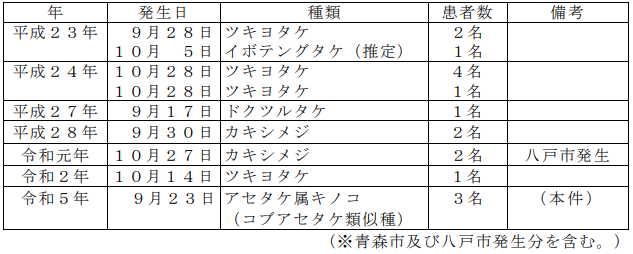 年 発生日 種類 患者数 備考
平成２３年 ９月２８日 ツキヨタケ ２名
１０月　５日 イボテングタケ（推定） １名
平成２４年 １０月２８日 ツキヨタケ ４名
１０月２８日 ツキヨタケ １名
平成２７年 ９月１７日 ドクツルタケ １名
平成２８年 ９月３０日 カキシメジ ２名
令和元年 １０月２７日 カキシメジ ２名 八戸市発生
令和２年 １０月１４日 ツキヨタケ １名
令和５年 ９月２３日 アセタケ属キノコ ３名 （本件）
（コブアセタケ類似種）
（※青森市及び八戸市発生分を含む。）